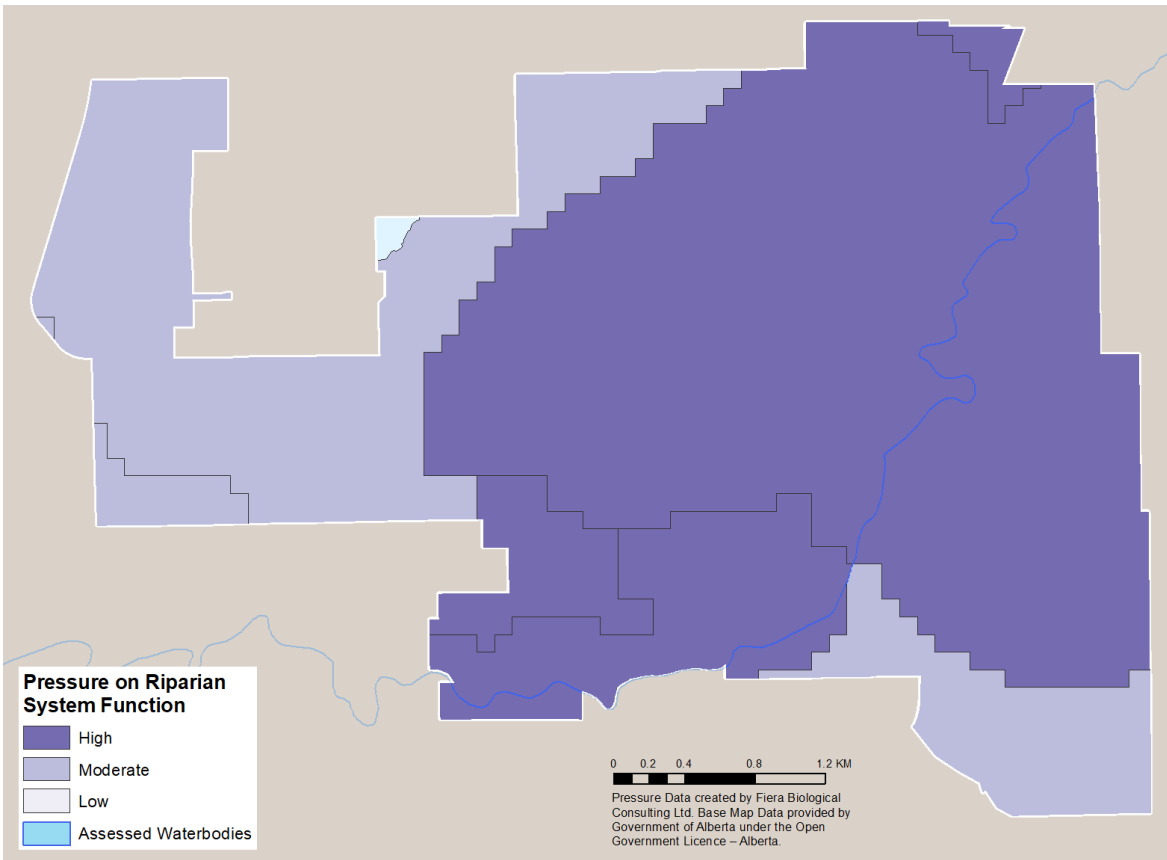 Pressure on Riparian
System Function
High
Moderate
Low
Assessed Waterbodies
0 0.2 0.4 0.8 1.2 KM
Pressure Data created by Fiera Biological
Consulting Ltd. Base Map Data provided by
Government of Alberta under the Open
Government Licence – Alberta.